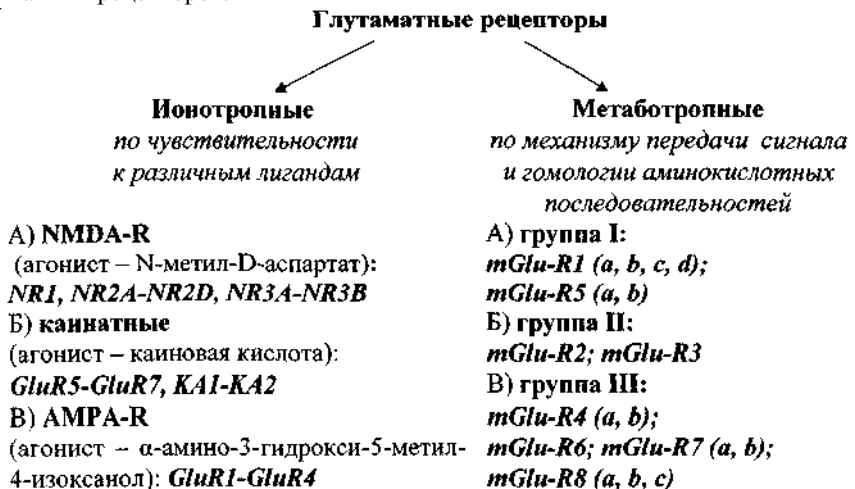 Глутаматные рецепторы
Ионотропные
по чувствительности
к различным лигандам
А) NMDA-R
(агонист – N-метил-D-аспартат):
NR1, NR2A-NR2D, NR3A-NR3B
Б) каинатные
(агонист – каиновая кислота):
GluR5-GluR7, KA1-KA2
В) AMPA-R
(агонист – α-амино-3-гидрокси-5-метил-
4-изоксанол): GluR1-GluR4
Метаботропные
по механизму передачи сигнала
и гомологии аминокислотных
последовательностей
А) группа I:
mGlu-R1 (a, b, c, d);
mGlu-R5 (a, b)
Б) группа II:
mGlu-R2; mGlu-R3
В) группа III:
mGlu-R4 (a, b);
mGlu-R6; mGlu-R7 (a, b);
mGlu-R8 (a, b, c)